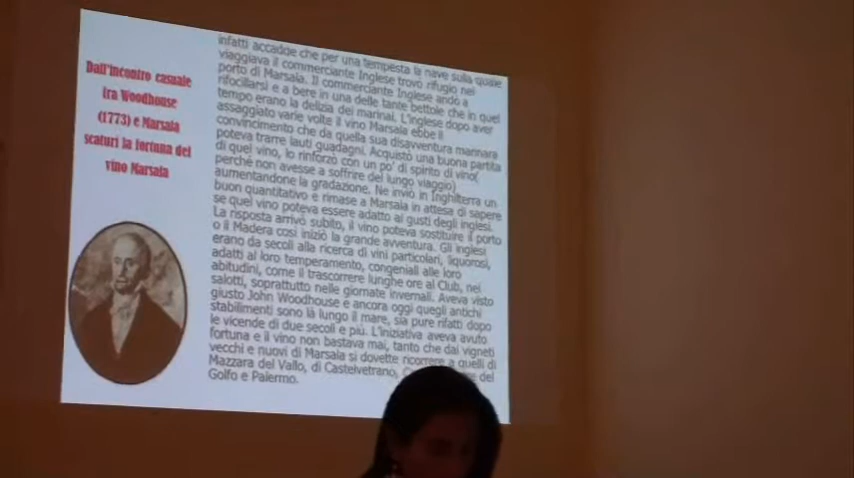 Dall'incontro casuale
tra Woodhouse
(1773) e Marsala
scaturì la fortuna del
vino Marsala
infatti accadde che per una tempesta la nave sulla quale
viaggiava il commerciante Inglese trovò rifugio nel
porto di Marsala. Il commerciante Inglese andò a
rifocillarsi e a bere in una delle tante bettole che in quel
tempo erano la delizia dei marinai. L'inglese dopo aver
assaggiato varie volte il vino Marsala ebbe il
convincimento che da quella sua disavventura marinara
poteva trarre lauti guadagni. Acquistò una buona partita
di quel vino, lo rinforzò con un po' di spirito di vino(
perchè non avesse a soffrire del lungo viaggio)
aumentandone la gradazione. Ne inviò in Inghilterra un
buon quantitativo e rimase a Marsala in attesa di sapere
se quel vino poteva essere adatto ai gusti degli inglesi.
La risposta arrivò subito, il vino poteva sostituire il porto
o il Madera così iniziò la grande avventura. Gli inglesi
erano da secoli alla ricerca di vini particolari, liquorosi,
adatti al loro temperamento, congeniali alle loro
abitudini, come il trascorrere lunghe ore al Club, nei
salotti, soprattutto nelle giornate invernali. Aveva visto
giusto John Woodhouse e ancora oggi quegli antichi
stabilimenti sono là lungo il mare, sia pure rifatti dopo
le vicende di due secoli e più. L'iniziativa aveva avuto
fortuna e il vino non bastava mai, tanto che dai vigneti
vecchi e nuovi di Marsala si dovette ricorrere a quelli di
Mazzara del Vallo, di Castelvetrano, del
Golfo e Palermo.